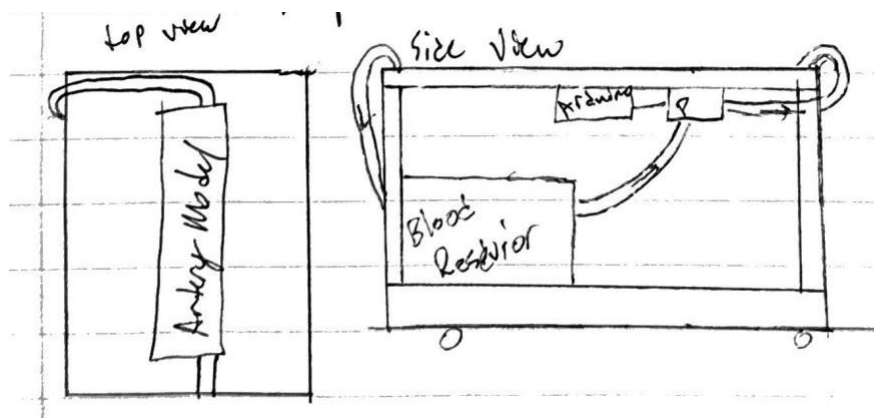 top view
Artery Model
Side View
Arduino
P
Blood
Resevior